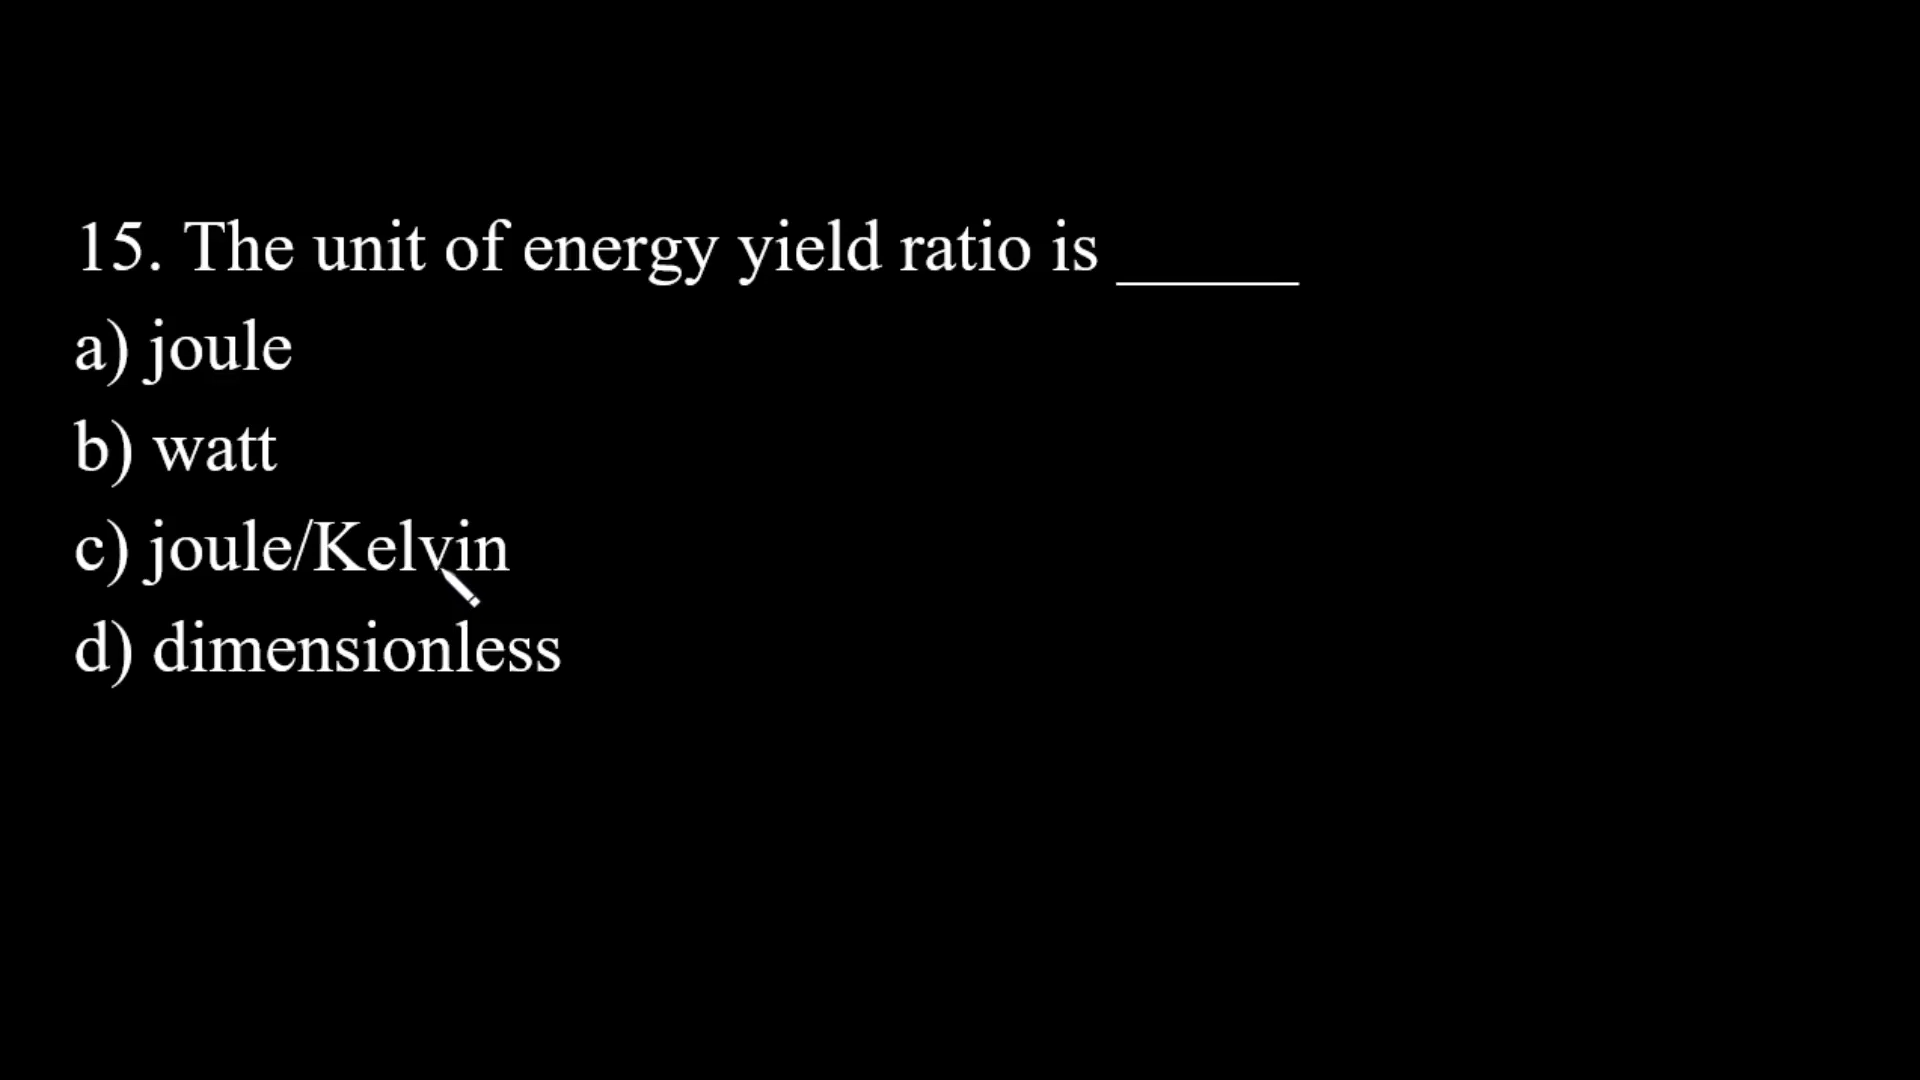 15. The unit of energy yield ratio is ______
a) joule
b) watt
c) joule/Kelvin
d) dimensionless